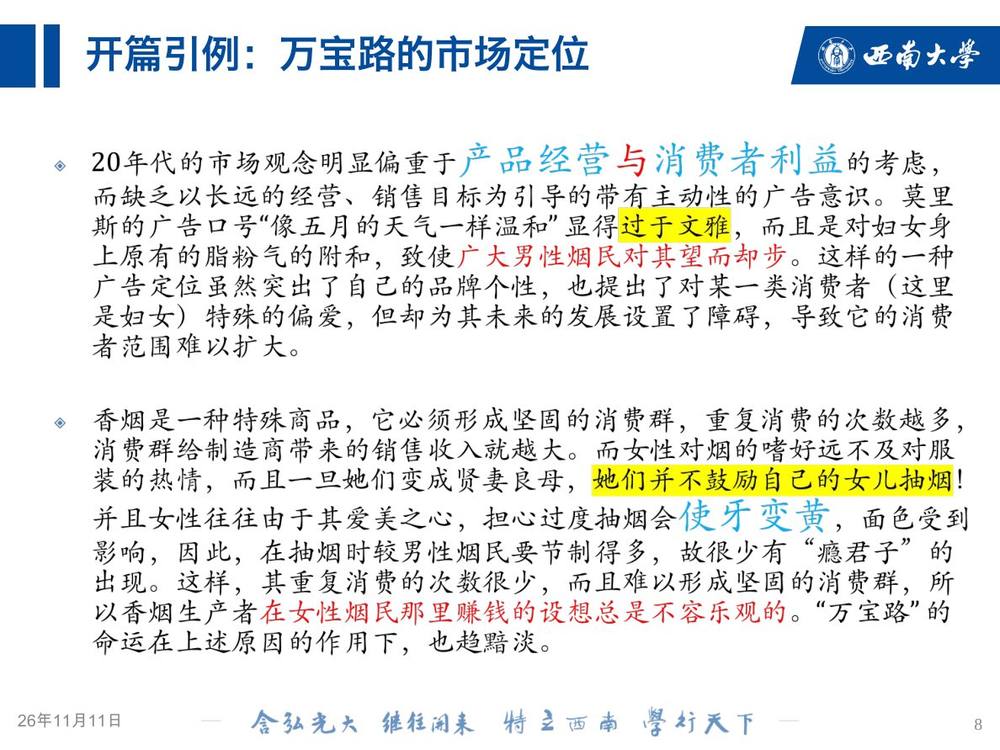 开篇引例：万宝路的市场定位
西南大学
20年代的市场观念明显偏重于产品经营与消费者利益的考虑，
而缺乏以长远的经营、销售目标为引导的带有主动性的广告意识。莫里
斯的广告口号“像五月的天气一样温和”显得过于文雅，而且是对妇女身
上原有的脂粉气的附和，致使广大男性烟民对其望而却步。这样的一种
广告定位虽然突出了自己的品牌个性，也提出了对某一类消费者（这里
是妇女）特殊的偏爱，但却为其未来的发展设置了障碍，导致它的消费
者范围难以扩大。
香烟是一种特殊商品，它必须形成坚固的消费群，重复消费的次数越多，
消费群给制造商带来的销售收入就越大。而女性对烟的嗜好远不及对服
装的热情，而且一旦她们变成贤妻良母，她们并不鼓励自己的女儿抽烟！
并且女性往往由于其爱美之心，担心过度抽烟会使牙变黄，面色受到
影响，因此，在抽烟时较男性烟民要节制得多，故很少有“瘾君子”的
出现。这样，其重复消费的次数很少，而且难以形成坚固的消费群，所
以香烟生产者在女性烟民那里赚钱的设想总是不容乐观的。“万宝路”的
命运在上述原因的作用下，也趋黯淡。
26年11月11日
含弘光大 继往开来 特立西南 学行天下
8